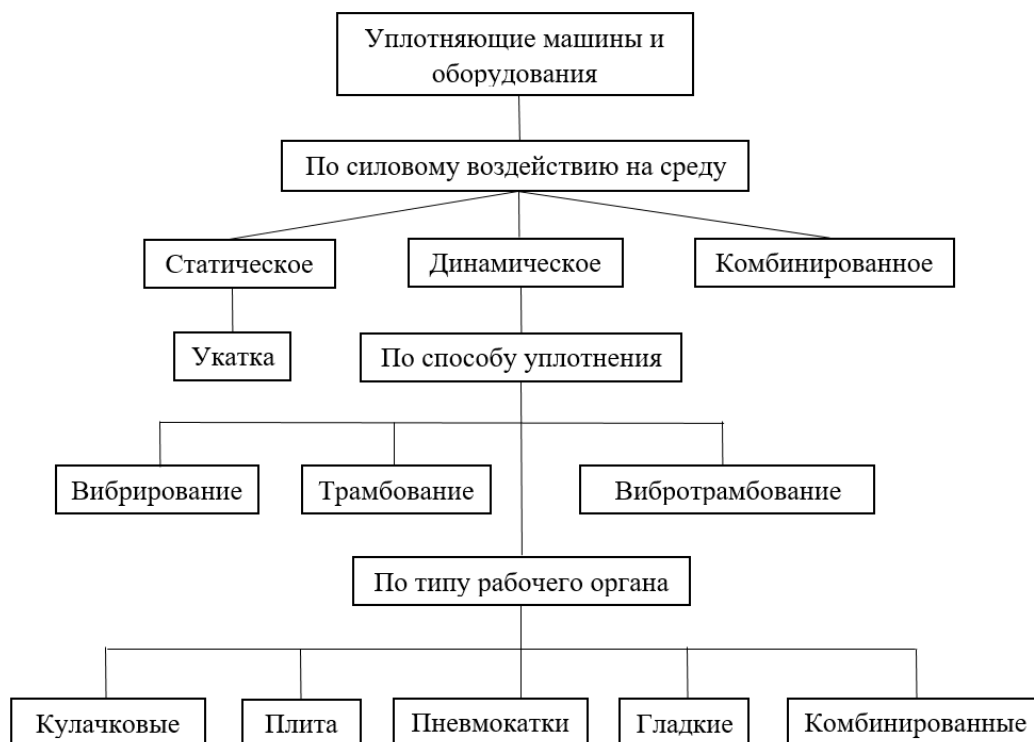 Уплотняющие машины и
оборудования
По силовому воздействию на среду
Статическое
Динамическое
Комбинированное
Укатка
По способу уплотнения
Вибрирование
Трамбование
Вибротрамбование
По типу рабочего органа
Кулачковые
Плита
Пневмокатки
Гладкие
Комбинированные